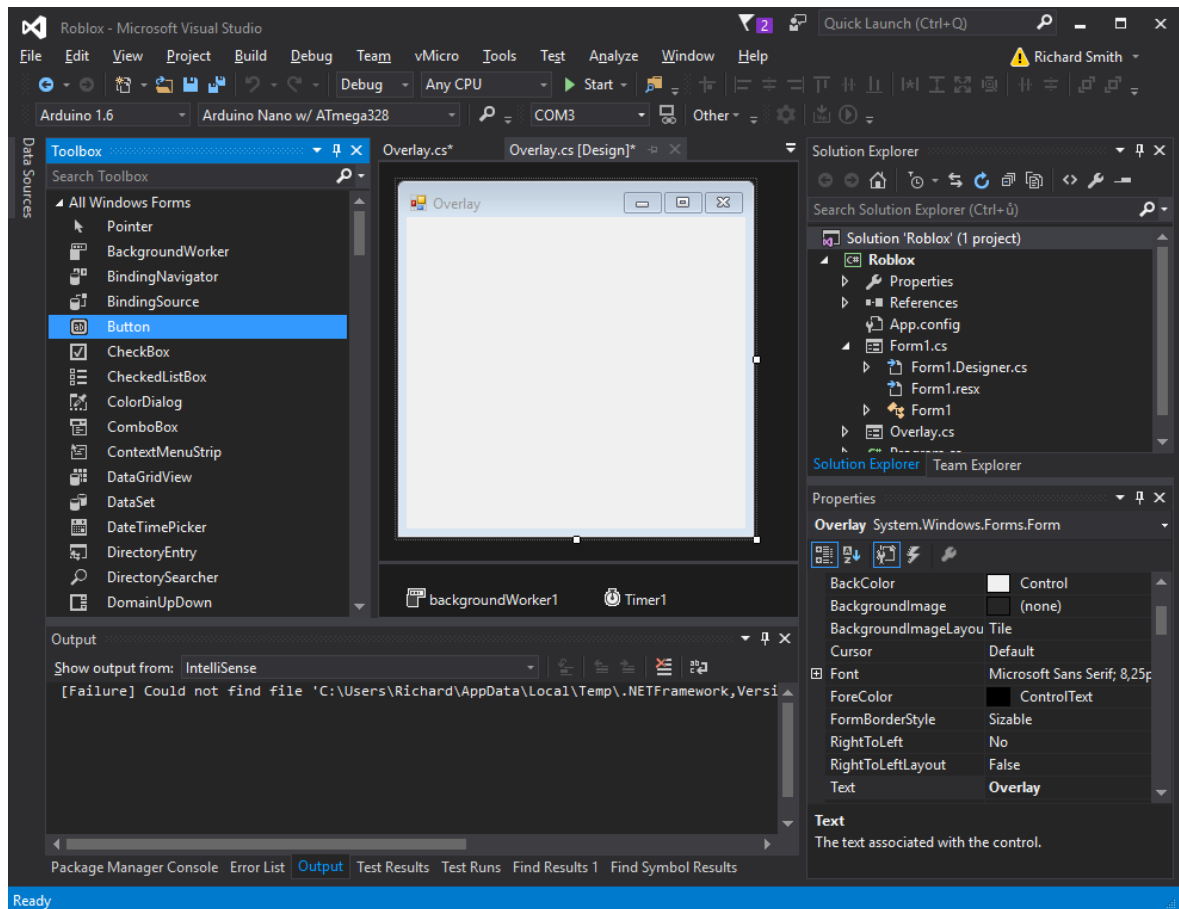 Roblox - Microsoft Visual Studio
2
Quick Launch (Ctrl+Q)
File Edit View Project Build Debug Team vMicro Tools Test Analyze Window Help
Richard Smith
Debug Any CPU Start
Arduino 1.6 Arduino Nano w/ ATmega328 COM3 Other
Data Sources
Toolbox
Search Toolbox
All Windows Forms
Pointer
BackgroundWorker
BindingNavigator
BindingSource
Button
CheckBox
CheckedListBox
ColorDialog
ComboBox
ContextMenuStrip
DataGridView
DataSet
DateTimePicker
DirectoryEntry
DirectorySearcher
DomainUpDown
Overlay.cs* Overlay.cs [Design]*
Overlay
backgroundWorker1 Timer1
Solution Explorer
Search Solution Explorer (Ctrl+ů)
Solution 'Roblox' (1 project)
C# Roblox
Properties
References
App.config
Form1.cs
Form1.Designer.cs
Form1.resx
Form1
Overlay.cs
Solution Explorer Team Explorer
Properties
Overlay System.Windows.Forms.Form
BackColor Control
BackgroundImage (none)
BackgroundImageLayou Tile
Cursor Default
Font Microsoft Sans Serif; 8,25p
ForeColor ControlText
FormBorderStyle Sizable
RightToLeft No
RightToLeftLayout False
Text Overlay
Text
The text associated with the control.
Output
Show output from: IntelliSense
[Failure] Could not find file 'C:\Users\Richard\AppData\Local\Temp\.NETFramework,Versi
Package Manager Console Error List Output Test Results Test Runs Find Results 1 Find Symbol Results
Ready